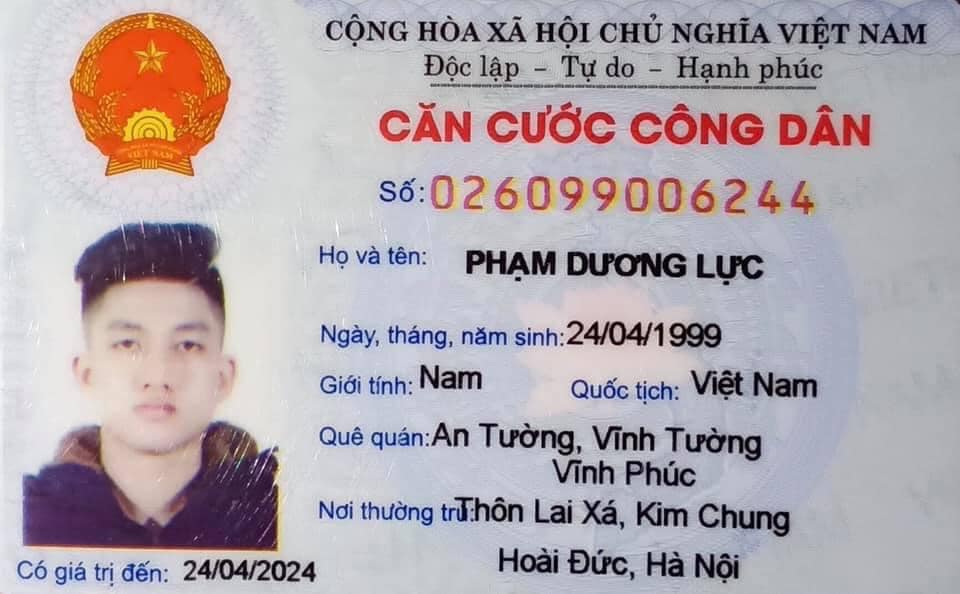 CỘNG HÒA XÃ HỘI CHỦ NGHĨA VIỆT NAM
Độc lập - Tự do - Hạnh phúc
CĂN CƯỚC CÔNG DÂN
Số: 026099006244
Họ và tên: PHẠM DƯƠNG LỰC
Ngày, tháng, năm sinh: 24/04/1999
Giới tính: Nam Quốc tịch: Việt Nam
Quê quán: An Tường, Vĩnh Tường
Vĩnh Phúc
Nơi thường trú: Thôn Lai Xá, Kim Chung
Hoài Đức, Hà Nội
Có giá trị đến: 24/04/2024
VIỆT NAM